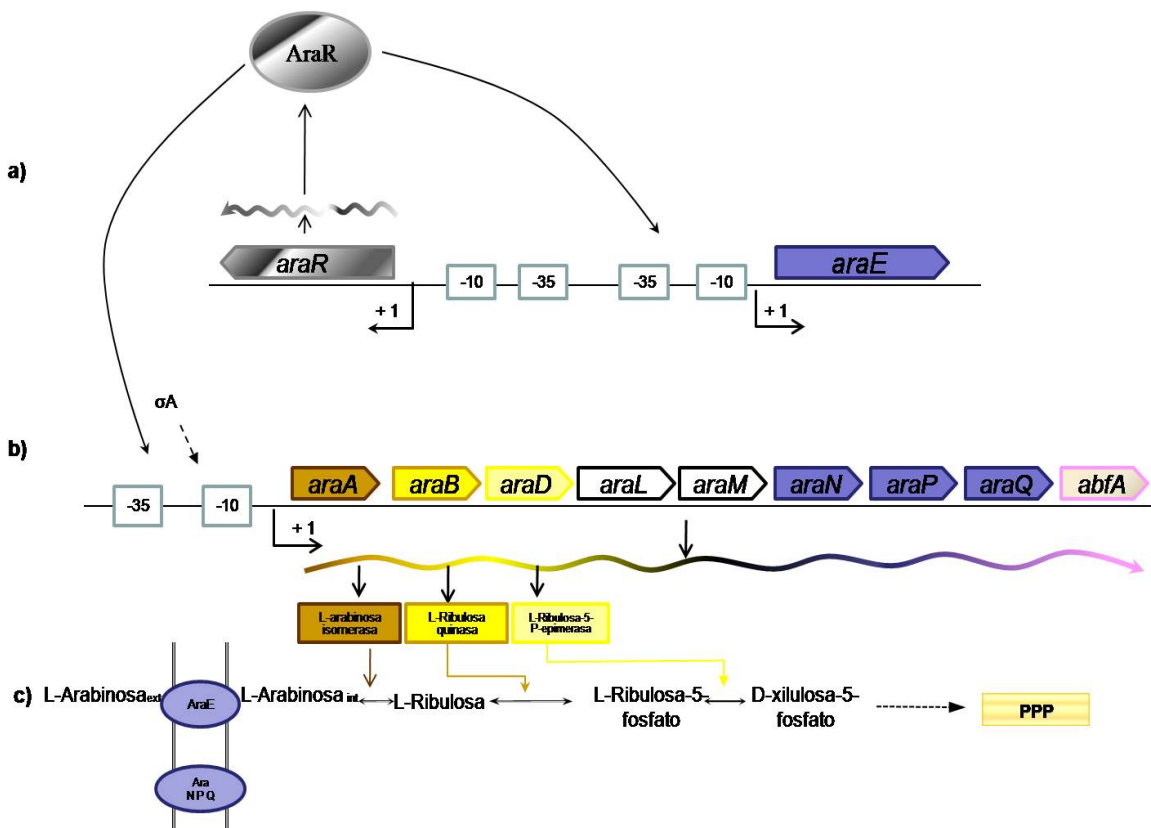 AraR
a)
araR
araE
-10
-35
-35
-10
+ 1
+ 1
σA
b)
araA
araB
araD
araL
araM
araN
araP
araQ
abfA
-35
-10
+ 1
L-arabinosa
isomerasa
L-Ribulosa
quinasa
L-Ribulosa-5-
P-epimerasa
c)
L-Arabinosa ext
AraE
L-Arabinosa int
L-Ribulosa
L-Ribulosa-5-
fosfato
D-xilulosa-5-
fosfato
PPP
Ara
N P Q